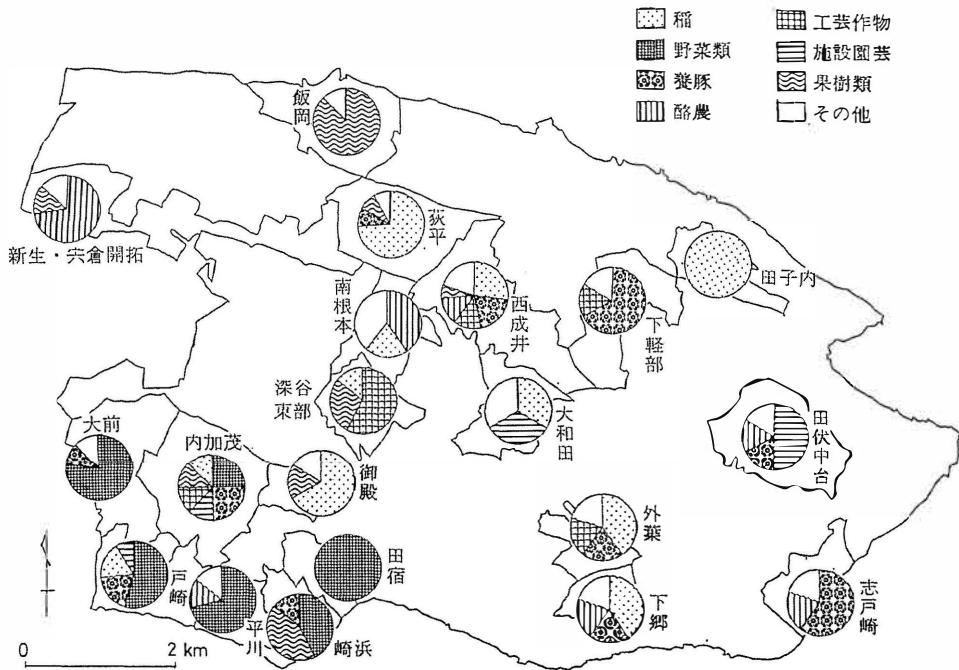 稲
工芸作物
野菜類
施設園芸
養豚
果樹類
酪農
その他
飯岡
新生・宍倉開拓
荻平
田子内
南根本
西成井
下軽部
深谷東部
大和田
田伏中台
大前
内加茂
御殿
外葉
戸崎
平川
田宿
崎浜
下郷
志戸崎
0
2 km